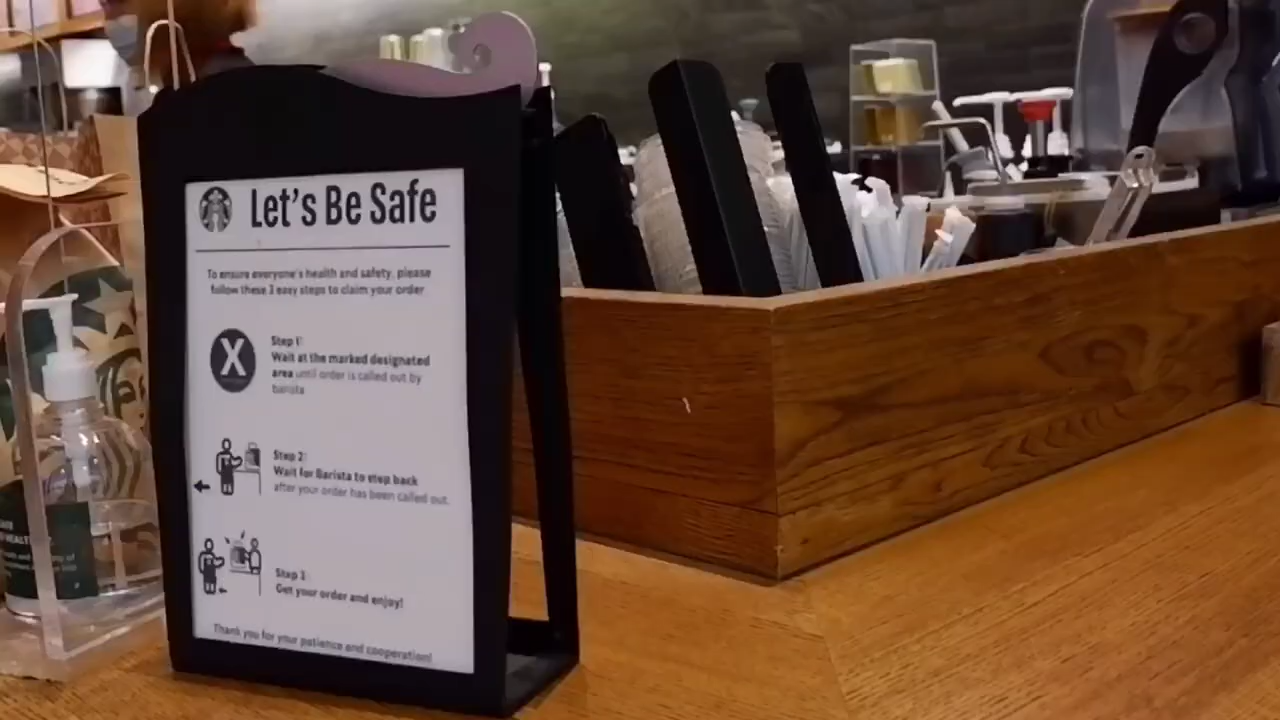 Let's Be Safe
To ensure everyone's health and safety, please
follow these 3 easy steps to claim your order
X
Step 1:
Wait at the marked designated
area until order is called out by
barista
Step 2:
Wait for Barista to step back
after your order has been called out.
Step 3
Get your order and enjoy!
Thank you for your patience and cooperation!